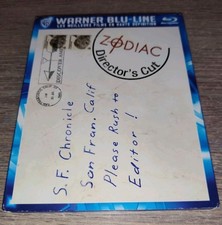 WARNER BLU-LINE
LES MEILLEURS FILMS EN HAUTE DEFINITION
ZODIAC
Director's Cut
S.F. Chronicle
San Fran. Calif
Please Rush to
Editor !